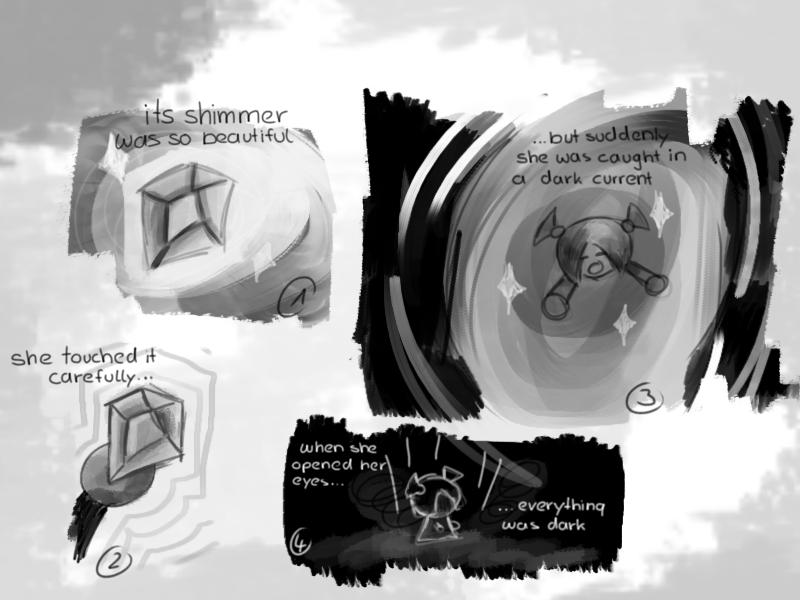 its shimmer
was so beautiful
1
she touched it
carefully...
2
...but suddenly
she was caught in
a dark current
3
when she
opened her
eyes...
...everything
was dark
4